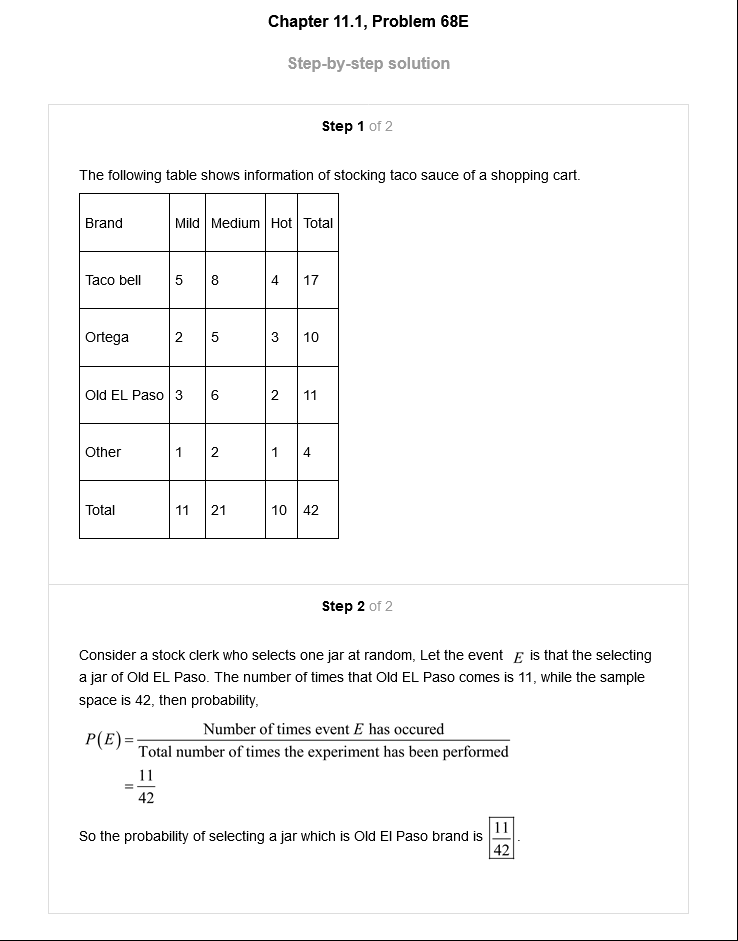 Chapter 11.1, Problem 68E
Step-by-step solution
Step 1 of 2
The following table shows information of stocking taco sauce of a shopping cart.
Brand Mild Medium Hot Total
Taco bell 5 8 4 17
Ortega 2 5 3 10
Old EL Paso 3 6 2 11
Other 1 2 1 4
Total 11 21 10 42
Step 2 of 2
Consider a stock clerk who selects one jar at random, Let the event E is that the selecting
a jar of Old EL Paso. The number of times that Old EL Paso comes is 11, while the sample
space is 42, then probability,
Number of times event E has occured
P(E)=
Total number of times the experiment has been performed
11
=
42
So the probability of selecting a jar which is Old El Paso brand is 11/42.